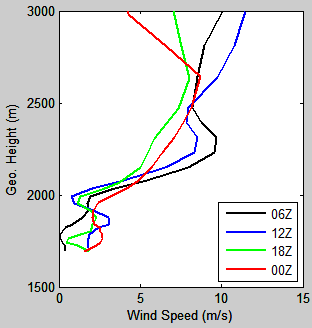 3000
2500
2000
1500
Geo. Height (m)
0 5 10 15
Wind Speed (m/s)
06Z
12Z
18Z
00Z